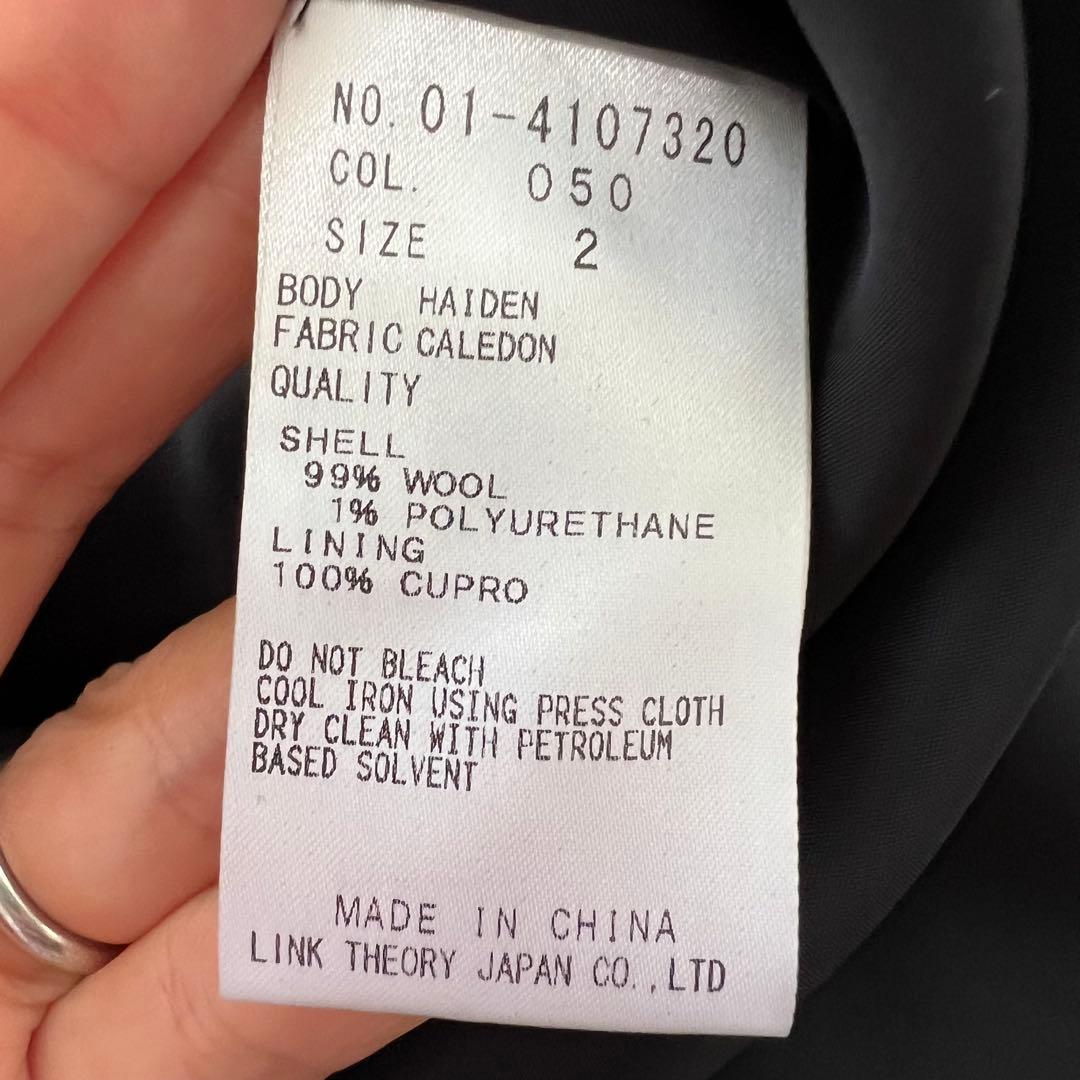 NO. 01-4107320
COL. 050
SIZE 2
BODY HAIDEN
FABRIC CALEDON
QUALITY
SHELL
99% WOOL
1% POLYURETHANE
LINING
100% CUPRO
DO NOT BLEACH
COOL IRON USING PRESS CLOTH
DRY CLEAN WITH PETROLEUM
BASED SOLVENT
MADE IN CHINA
LINK THEORY JAPAN CO.,LTD